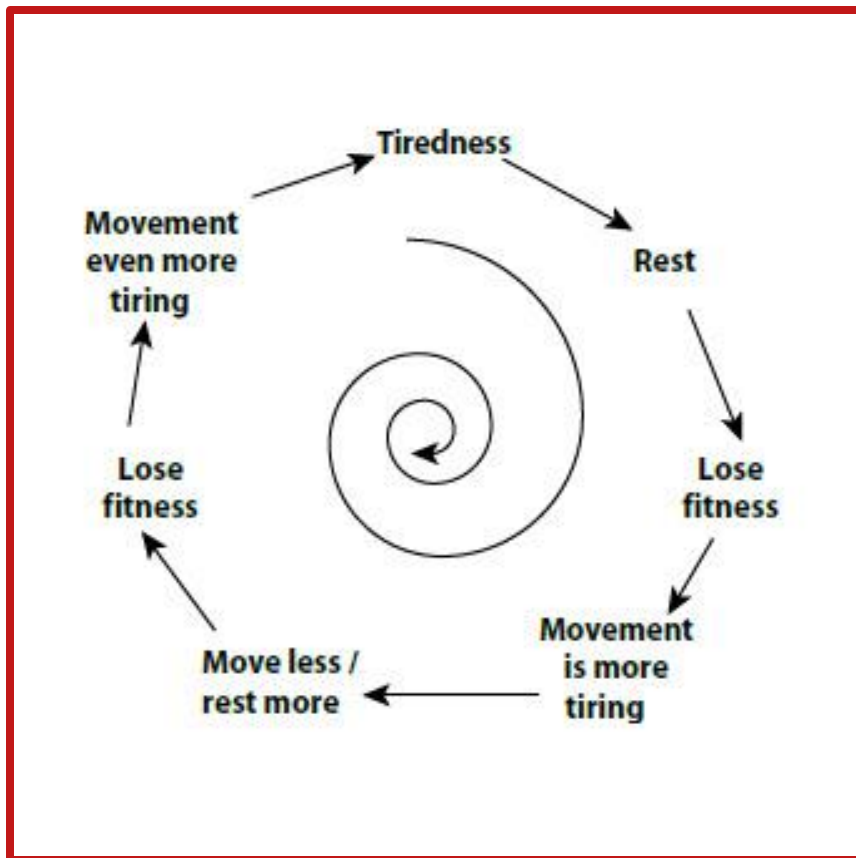 Tiredness
Rest
Lose
fitness
Movement
is more
tiring
Move less /
rest more
Lose
fitness
Movement
even more
tiring